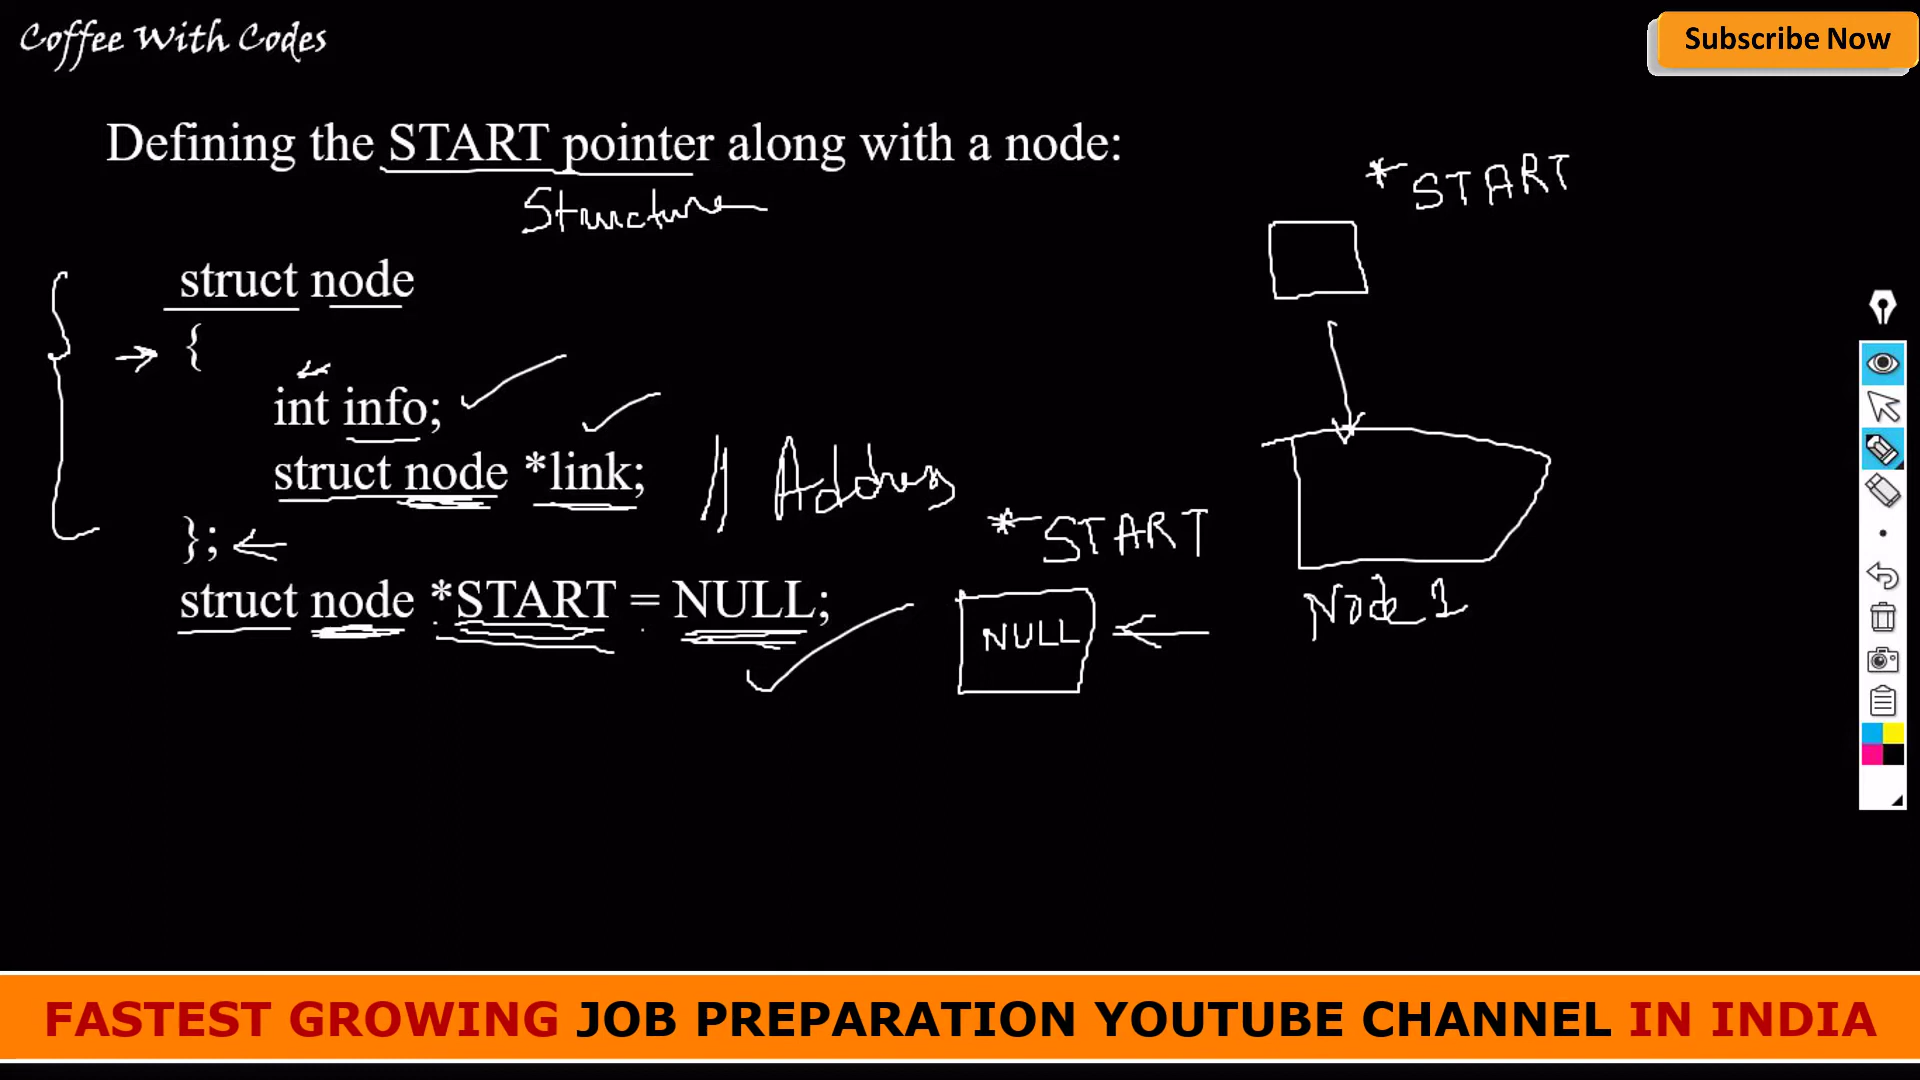 Coffee With Codes
Subscribe Now
Defining the START pointer along with a node:
Structure
*START
struct node
{
int info;
struct node *link; // Address
*START
};
struct node *START = NULL;
NULL
Node 1
FASTEST GROWING JOB PREPARATION YOUTUBE CHANNEL IN INDIA